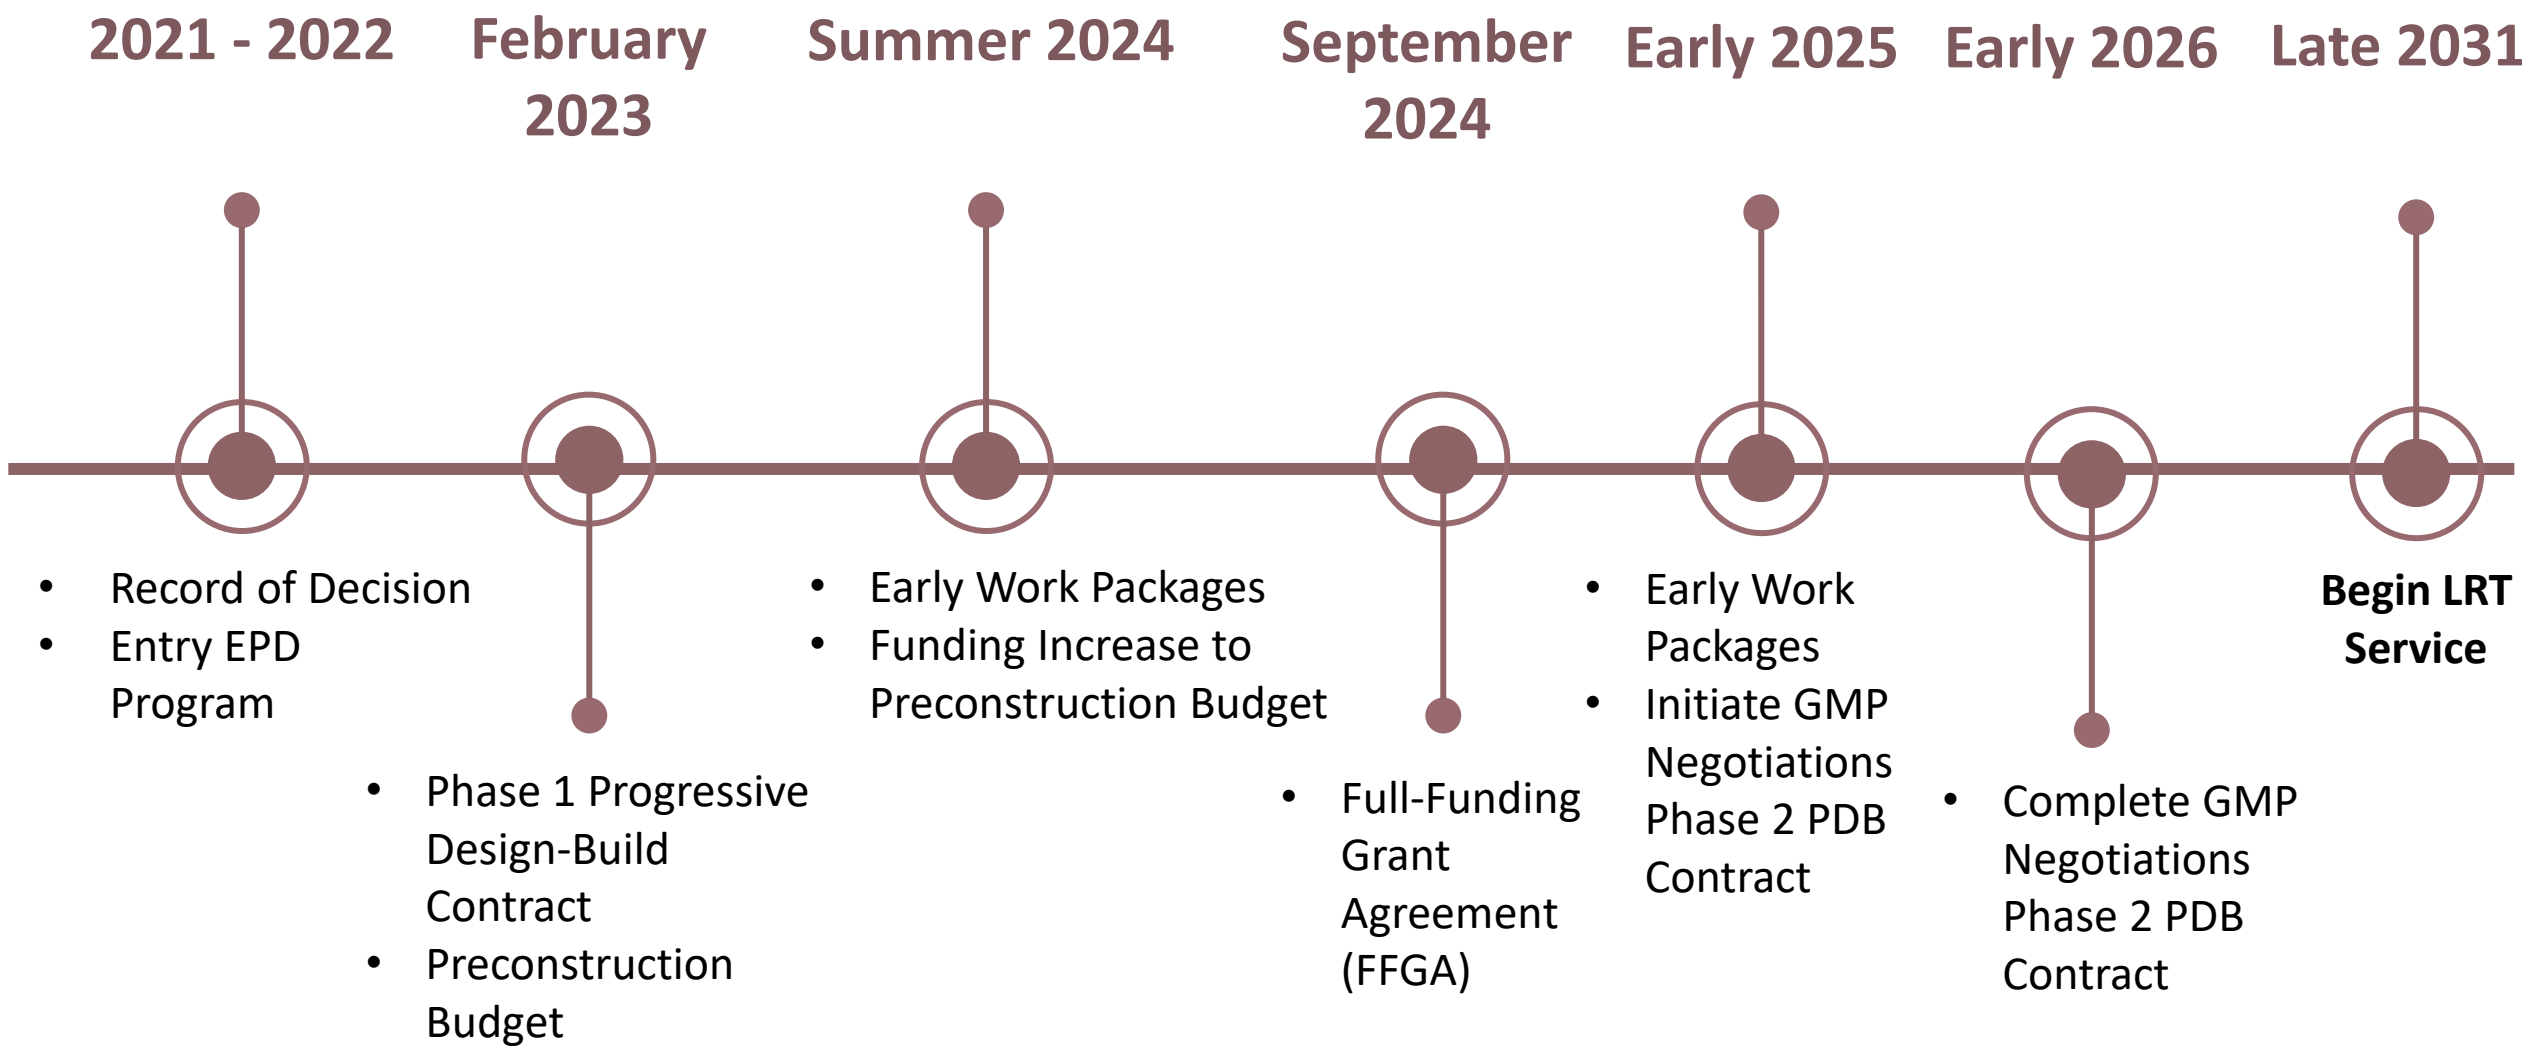 2021 - 2022
February
2023
Summer 2024
September
2024
Early 2025
Early 2026
Late 2031
• Record of Decision
• Entry EPD
Program
• Phase 1 Progressive
Design-Build
Contract
• Preconstruction
Budget
• Early Work Packages
• Funding Increase to
Preconstruction Budget
• Full-Funding
Grant
Agreement
(FFGA)
• Early Work
Packages
• Initiate GMP
Negotiations
Phase 2 PDB
Contract
• Complete GMP
Negotiations
Phase 2 PDB
Contract
Begin LRT
Service